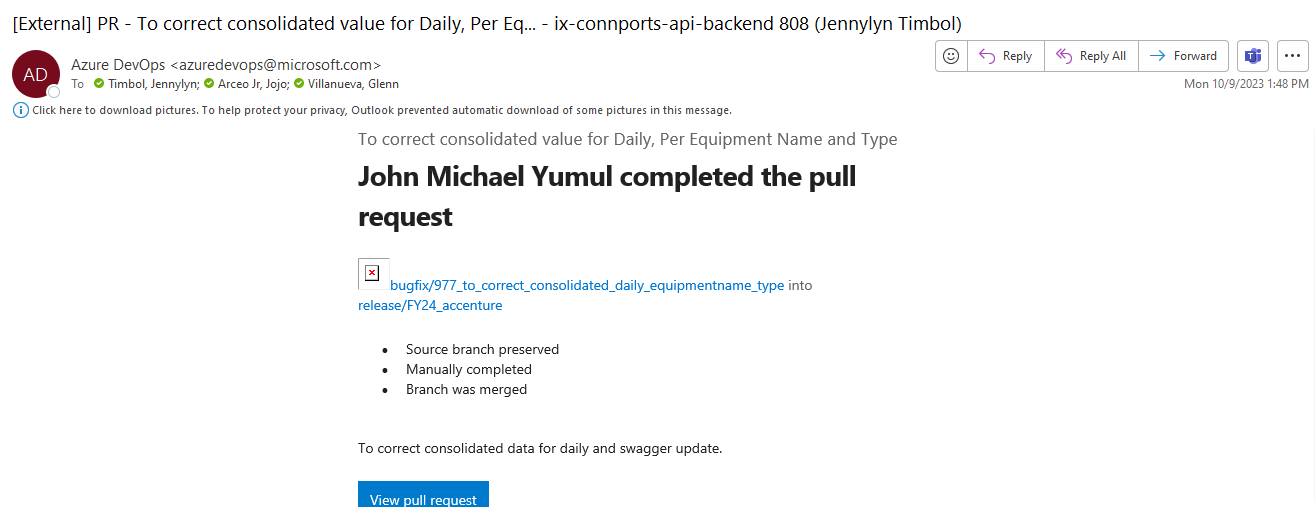 [External] PR - To correct consolidated value for Daily, Per Eq... - ix-connports-api-backend 808 (Jennylyn Timbol)
AD
Azure DevOps <azuredevops@microsoft.com>
To Timbol, Jennylyn; Arceo Jr, Jojo; Villanueva, Glenn
Reply
Reply All
Forward
Mon 10/9/2023 1:48 PM
Click here to download pictures. To help protect your privacy, Outlook prevented automatic download of some pictures in this message.
To correct consolidated value for Daily, Per Equipment Name and Type
John Michael Yumul completed the pull
request
bugfix/977_to_correct_consolidated_daily_equipmentname_type into
release/FY24_accenture
• Source branch preserved
• Manually completed
• Branch was merged
To correct consolidated data for daily and swagger update.
View pull request